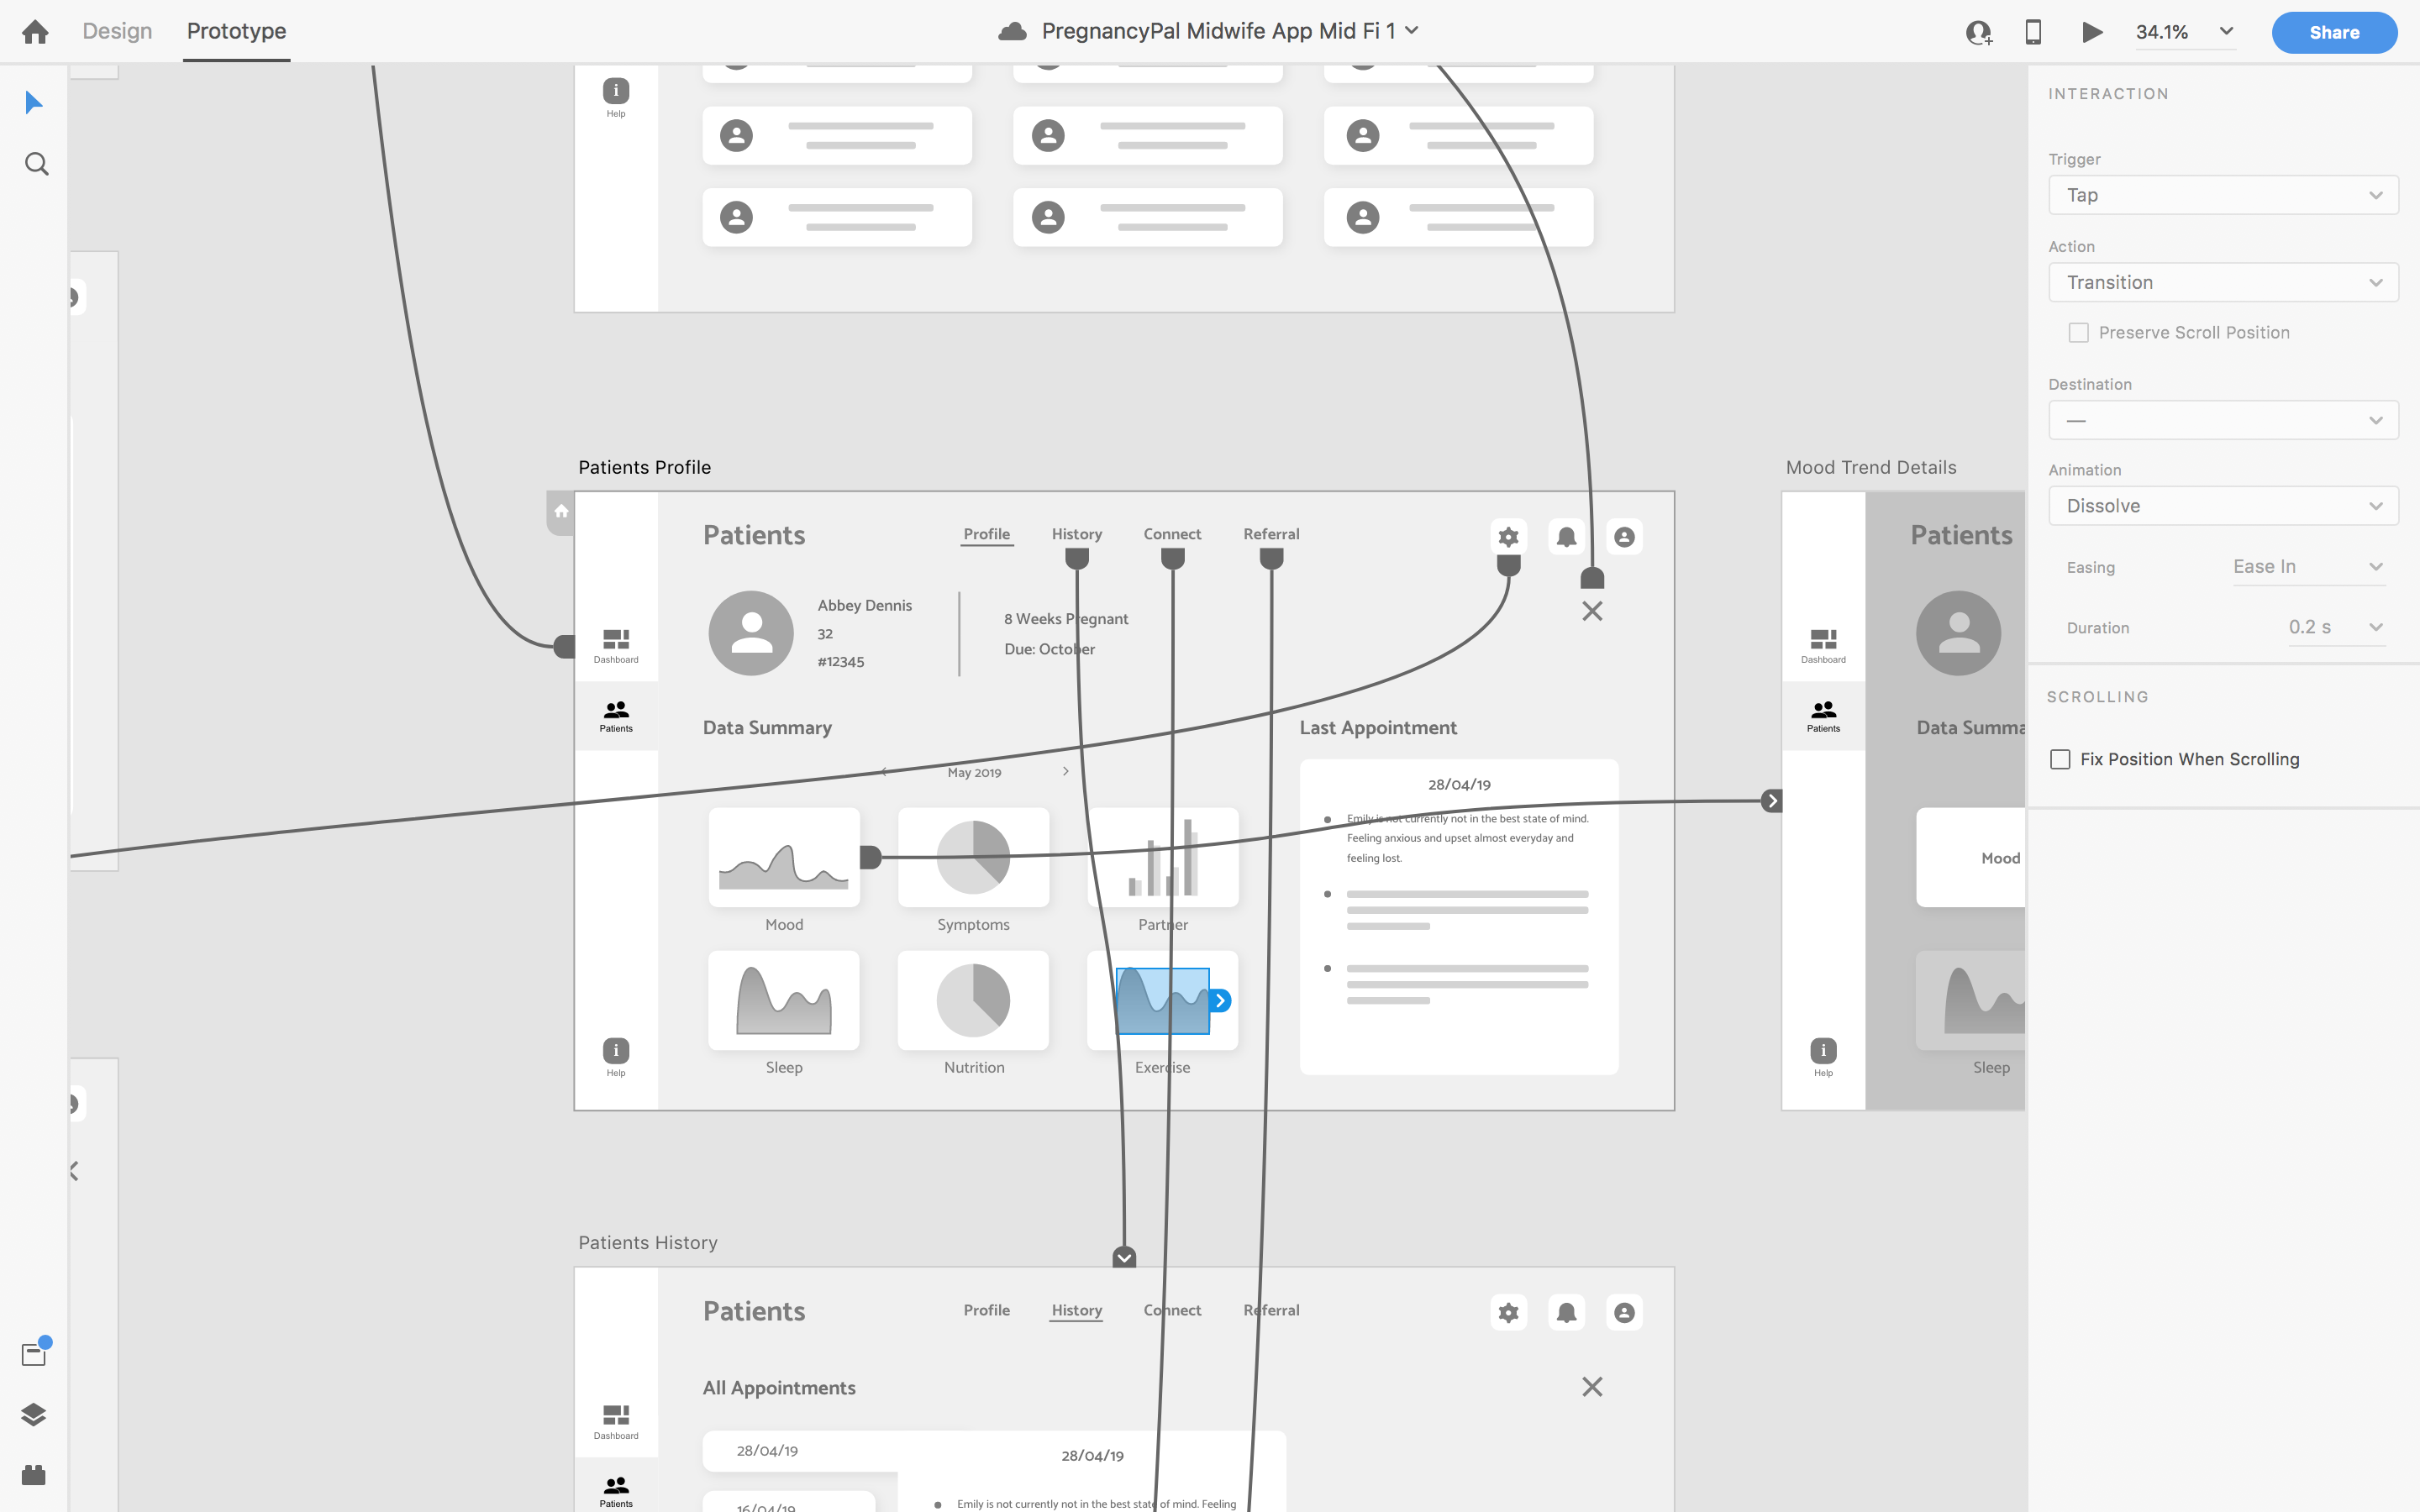 Design
Prototype
PregnancyPal Midwife App Mid Fi 1
34.1%
Share
i
Help
Patients Profile
Patients
Profile
History
Connect
Referral
Abbey Dennis
32
#12345
8 Weeks Pregnant
Due: October
Dashboard
Patients
i
Help
Data Summary
May 2019
Mood
Symptoms
Partner
Sleep
Nutrition
Exercise
Last Appointment
28/04/19
Emily is not currently not in the best state of mind.
Feeling anxious and upset almost everyday and
feeling lost.
Mood Trend Details
Patients
Dashboard
Patients
Data Summa
Mood
Sleep
i
Help
Patients History
Patients
Profile
History
Connect
Referral
All Appointments
Dashboard
Patients
28/04/19
16/04/19
28/04/19
Emily is not currently not in the best state of mind. Feeling
INTERACTION
Trigger
Tap
Action
Transition
Preserve Scroll Position
Destination
—
Animation
Dissolve
Easing
Ease In
Duration
0.2 s
SCROLLING
Fix Position When Scrolling